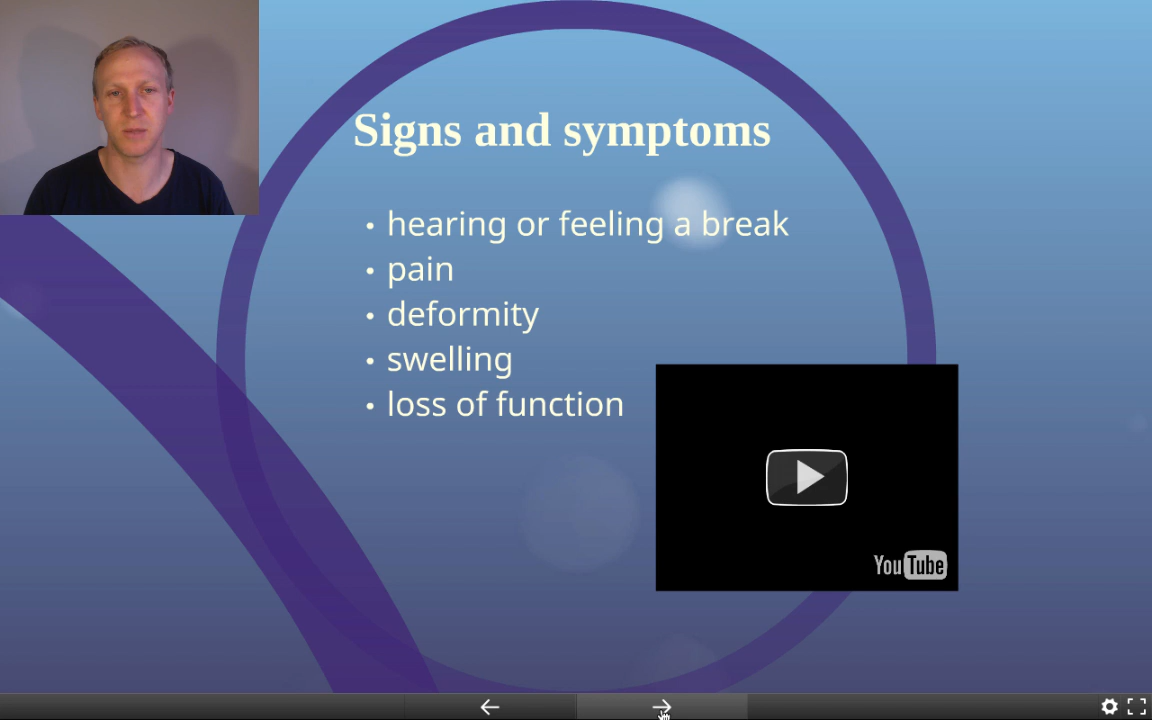 Signs and symptoms
• hearing or feeling a break
• pain
• deformity
• swelling
• loss of function
YouTube